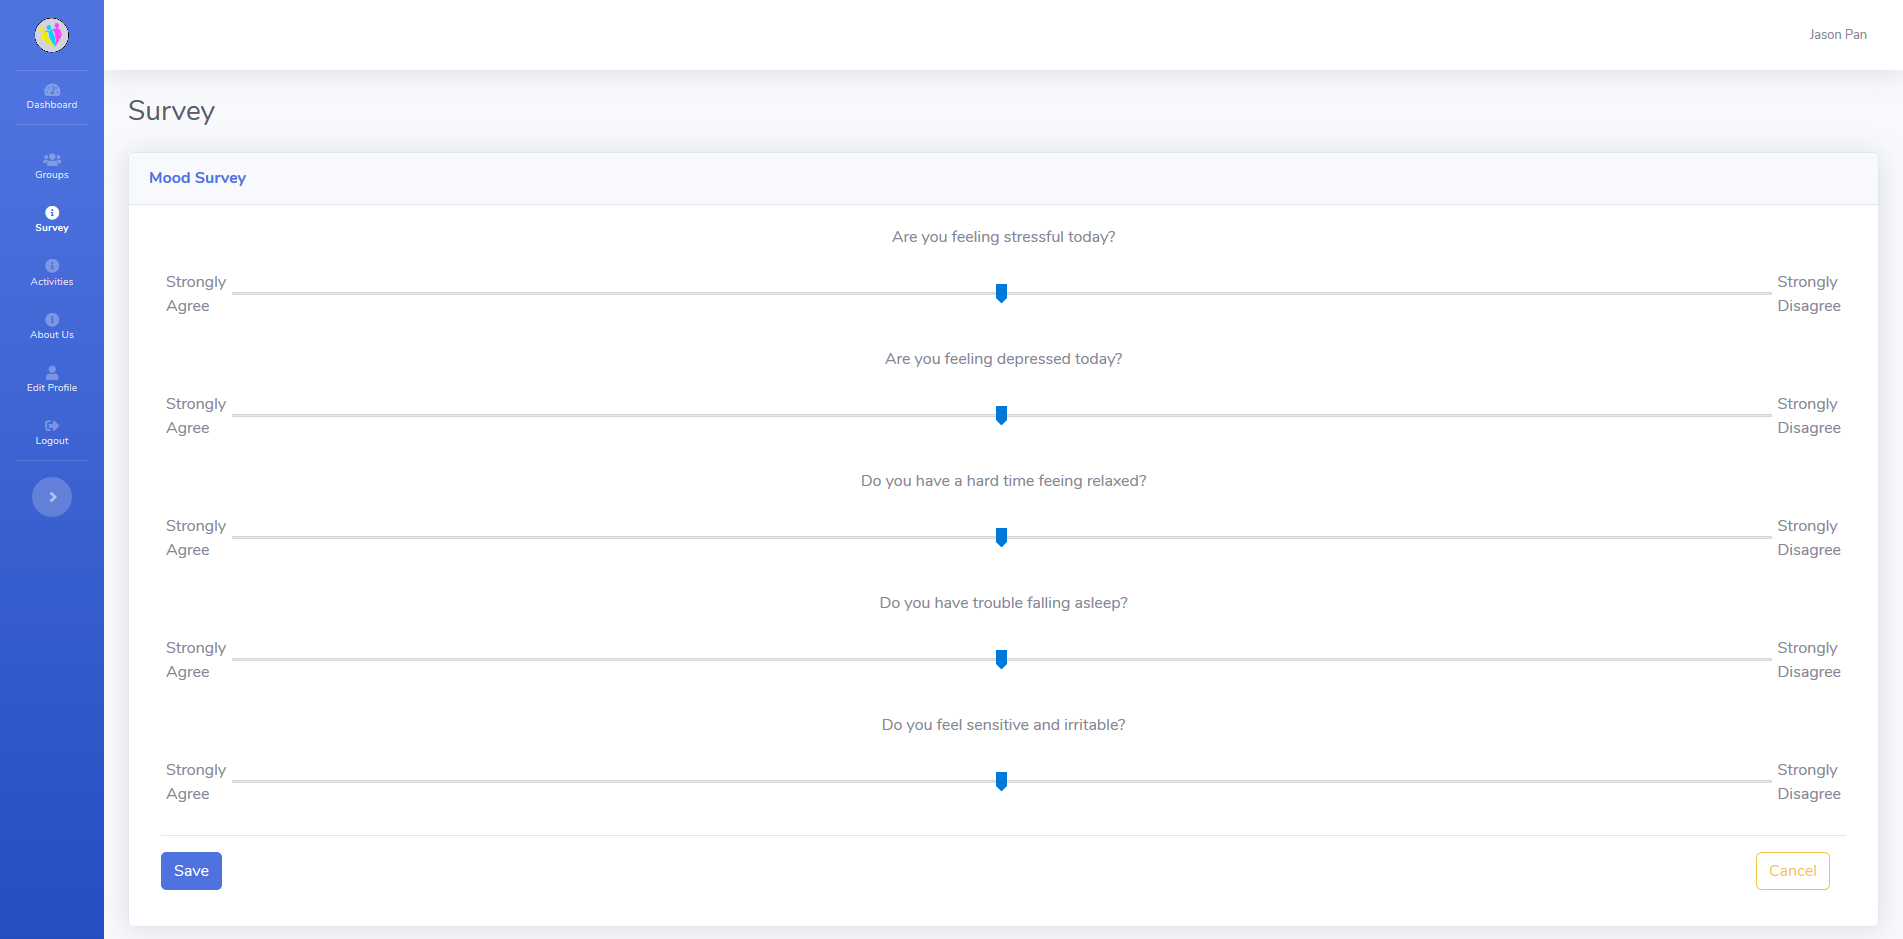 Jason Pan
Dashboard
Groups
Survey
Activities
About Us
Edit Profile
Logout
Survey
Mood Survey
Are you feeling stressful today?
Strongly
Agree
Strongly
Disagree
Are you feeling depressed today?
Strongly
Agree
Strongly
Disagree
Do you have a hard time feeing relaxed?
Strongly
Agree
Strongly
Disagree
Do you have trouble falling asleep?
Strongly
Agree
Strongly
Disagree
Do you feel sensitive and irritable?
Strongly
Agree
Strongly
Disagree
Save
Cancel